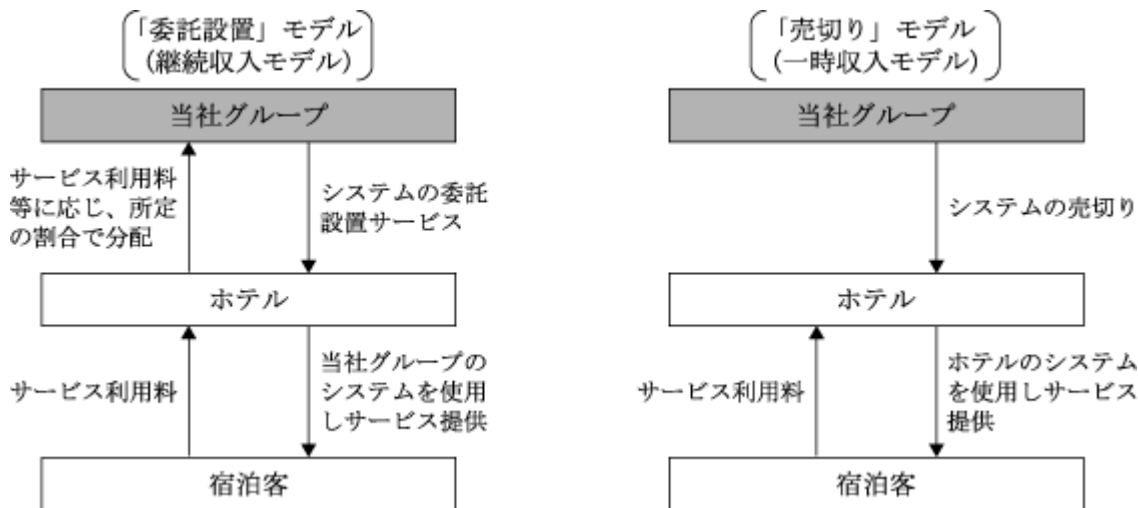 「委託設置」モデル
(継続収入モデル)
当社グループ
サービス利用料
等に応じ、所定
の割合で分配
システムの委託
設置サービス
ホテル
サービス利用料
当社グループの
システムを使用
しサービス提供
宿泊客
「売切り」モデル
(一時収入モデル)
当社グループ
システムの売切り
ホテル
サービス利用料
ホテルのシステム
を使用しサービス
提供
宿泊客